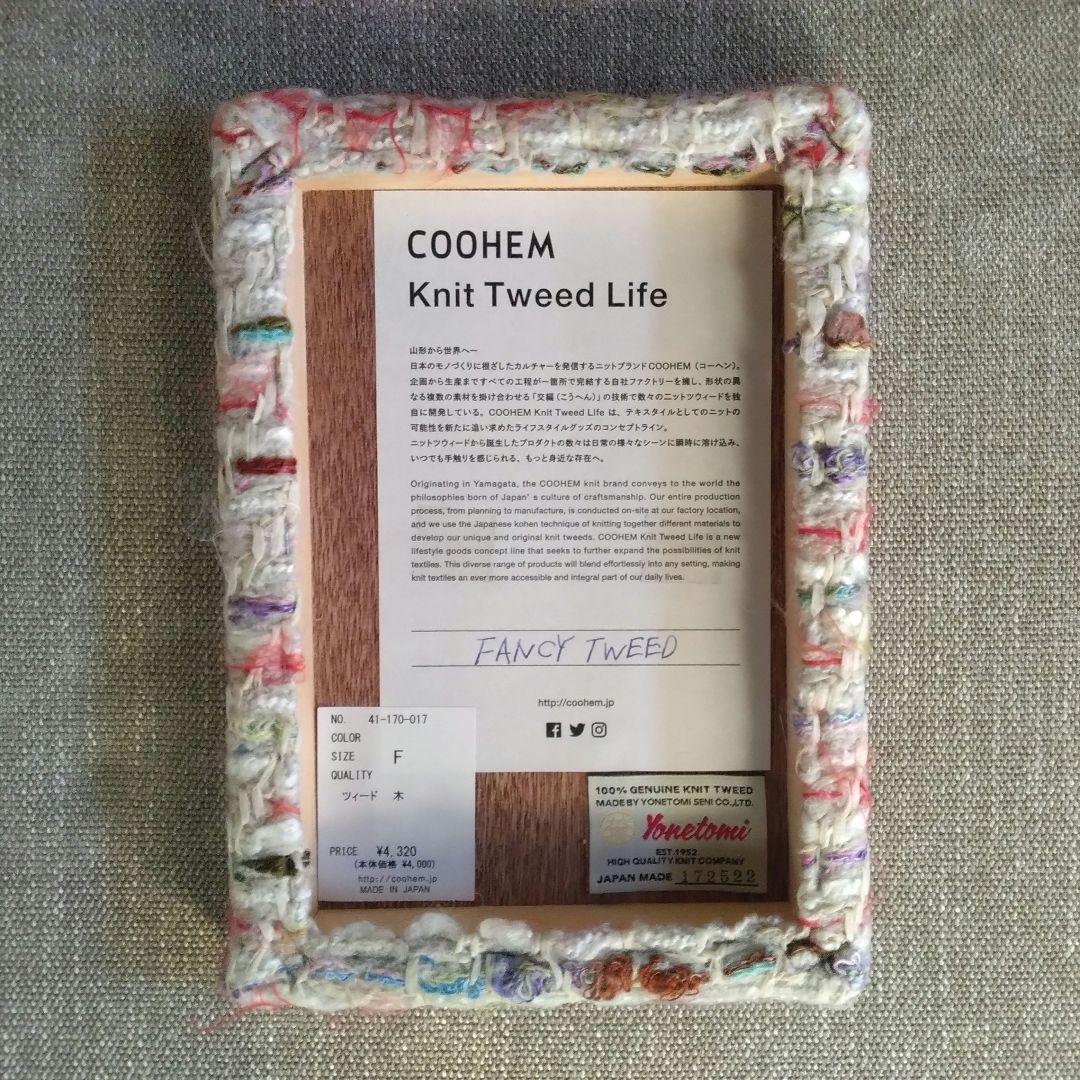 COOHEM
Knit Tweed Life
山形から世界へ—
日本のモノづくりに根ざしたカルチャーを発信するニットブランドCOOHEM（コーヘン）。
企画から生産まですべての工程が一箇所で完結する自社ファクトリーを擁し、形状の異
なる複数の素材を掛け合わせる「交編（こうへん）」の技術で数々のニットツウィードを独
自に開発している。COOHEM Knit Tweed Life は、テキスタイルとしてのニットの
可能性を新たに追い求めたライフスタイルグッズのコンセプトライン。
ニットツウィードから誕生したプロダクトの数々は日常の様々なシーンに瞬時に溶け込み、
いつでも手触りを感じられる、もっと身近な存在へ。
Originating in Yamagata, the COOHEM knit brand conveys to the world the
philosophies born of Japan' s culture of craftsmanship. Our entire production
process, from planning to manufacture, is conducted on-site at our factory location,
and we use the Japanese kohen technique of knitting together different materials to
develop our unique and original knit tweeds. COOHEM Knit Tweed Life is a new
lifestyle goods concept line that seeks to further expand the possibilities of knit
textiles. This diverse range of products will blend effortlessly into any setting, making
knit textiles an ever more accessible and integral part of our daily lives.
FANCY TWEED
http://coohem.jp
NO. 41-170-017
COLOR
SIZE F
QUALITY
ツィード 木
PRICE ¥4,320
(本体価格 ¥4,000)
http://coohem.jp
MADE IN JAPAN
100% GENUINE KNIT TWEED
MADE BY YONETOMI SENI CO.,LTD.
Yonetomi
EST.1952
HIGH QUALITY KNIT COMPANY
JAPAN MADE 172522